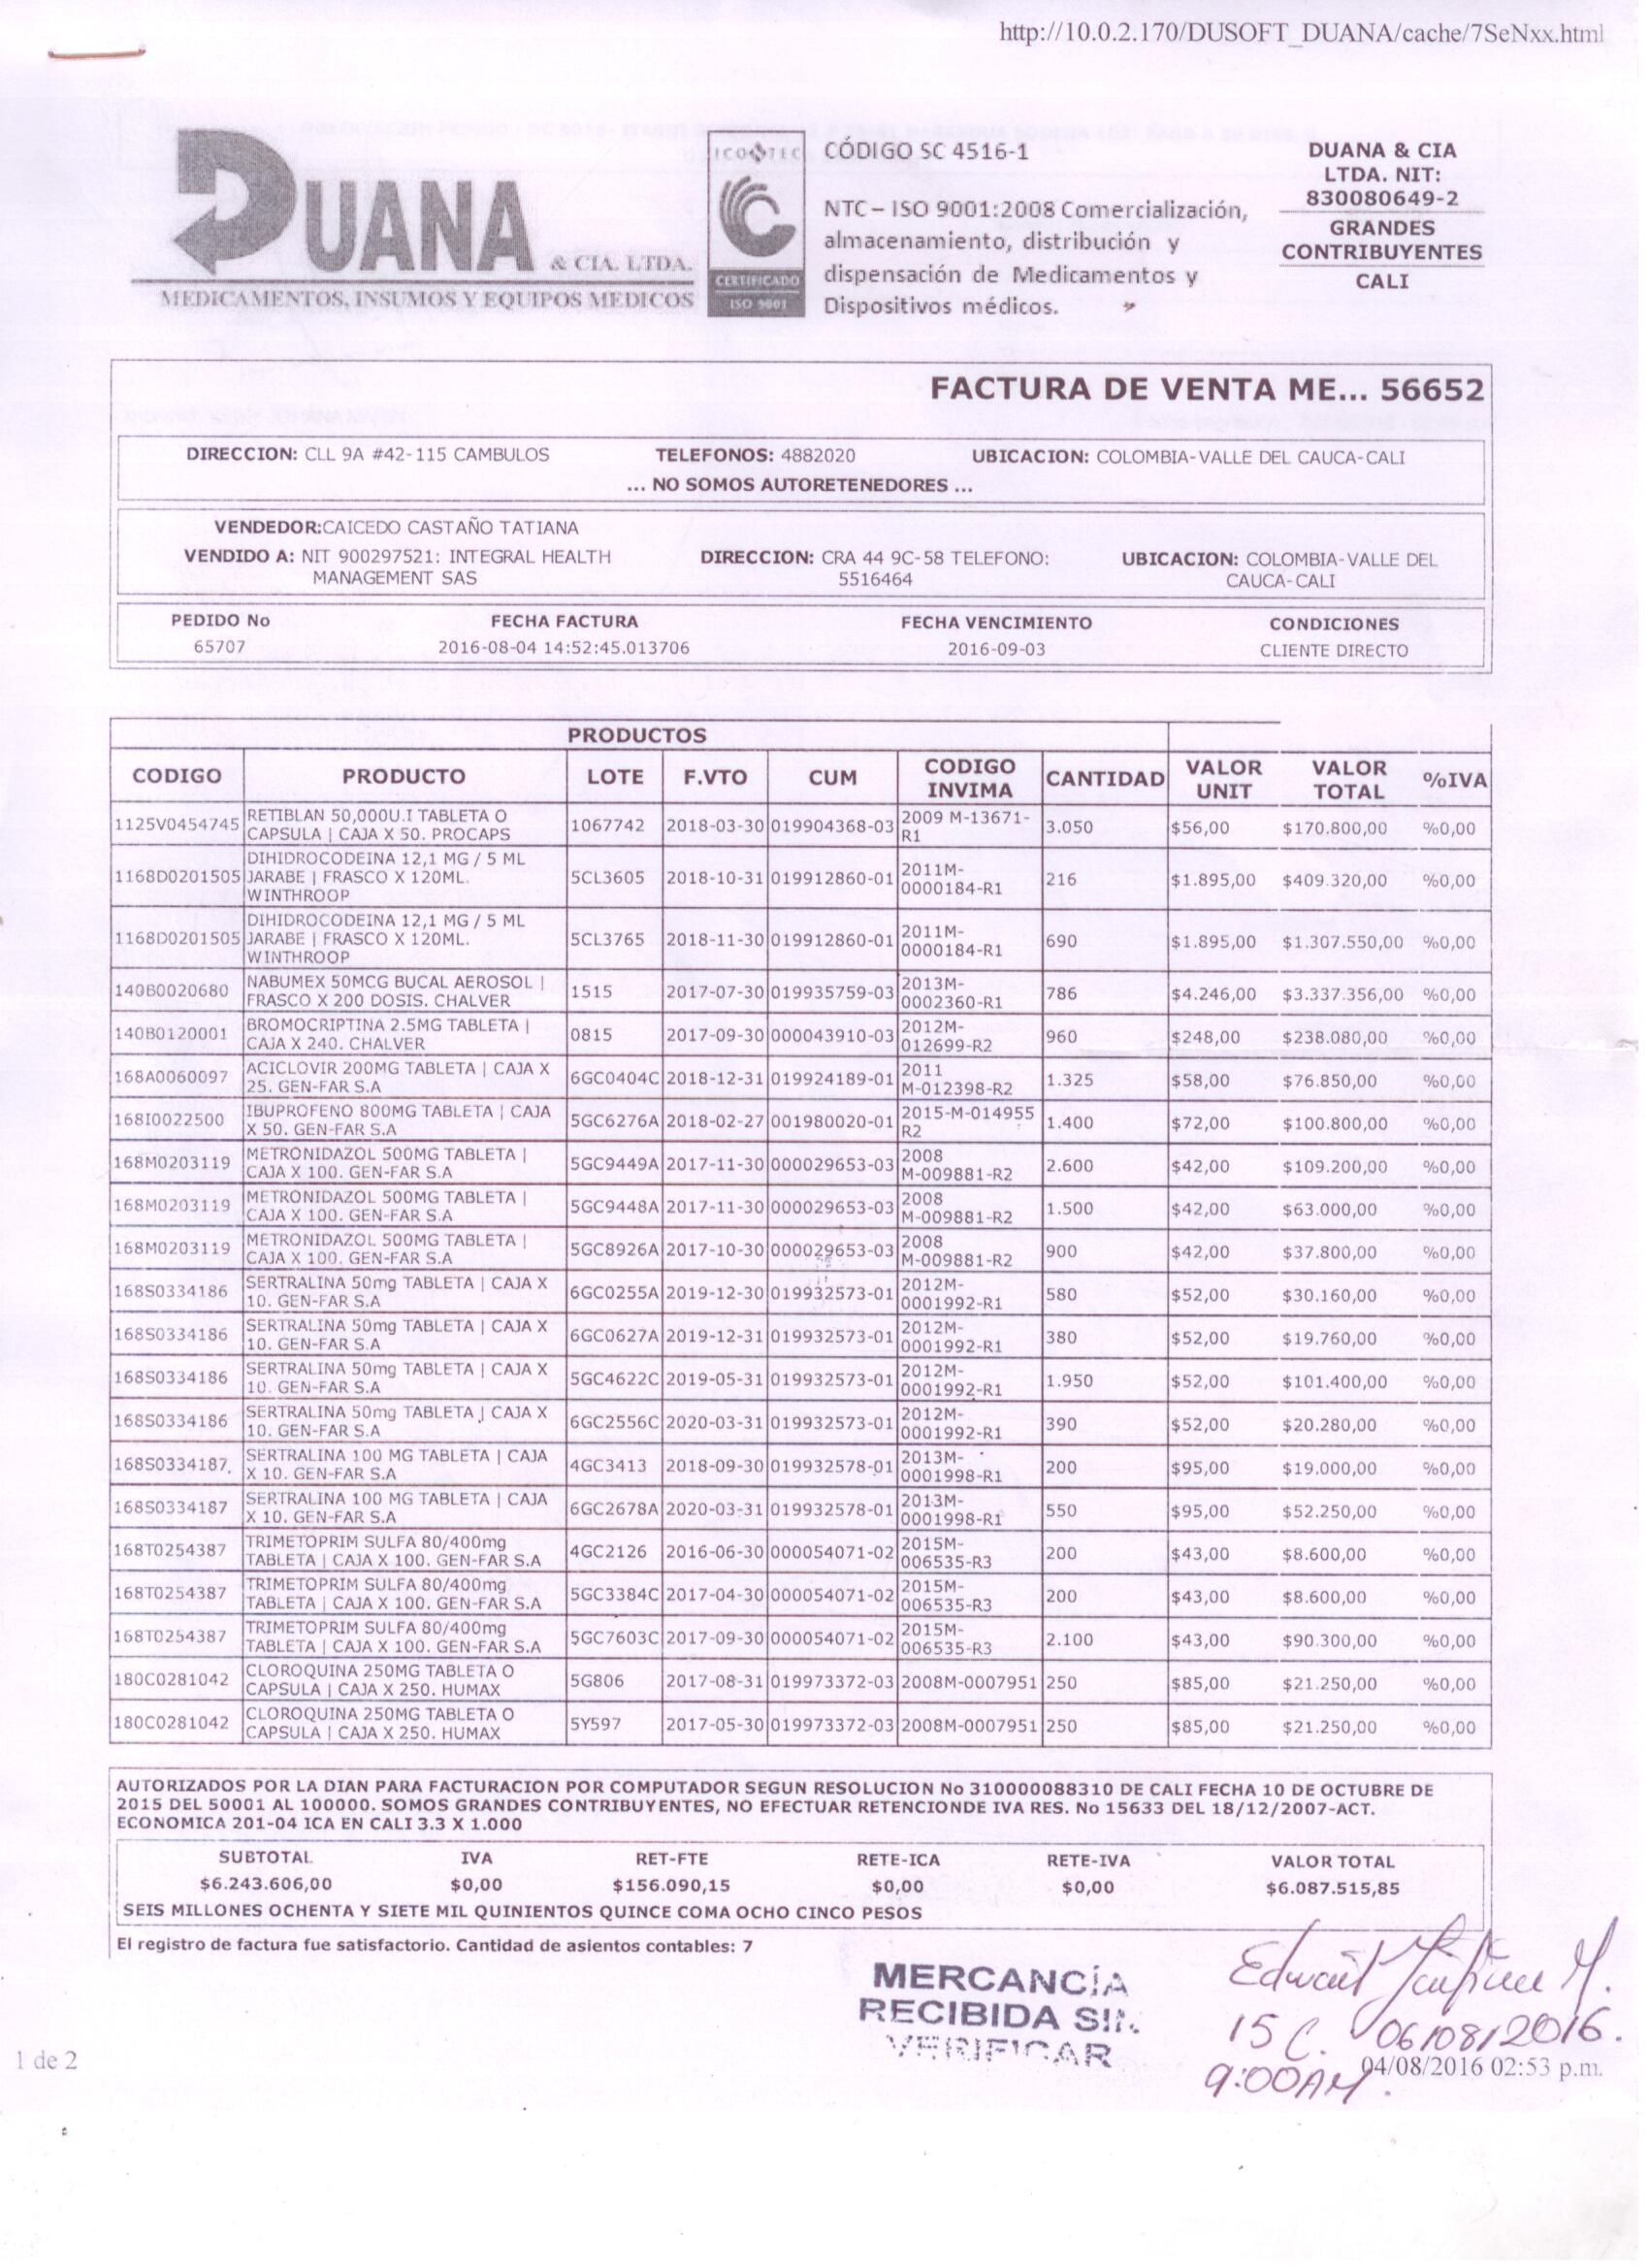 http://10.0.2.170/DUSOFT_DUANA/cache/7SeNxx.html
DUANA & CIA. LTDA.
MEDICAMENTOS, INSUMOS Y EQUIPOS MEDICOS
ICONTEC
CERTIFICADO
ISO 9001
CÓDIGO SC 4516-1
NTC – ISO 9001:2008 Comercialización,
almacenamiento, distribución y
dispensación de Medicamentos y
Dispositivos médicos.
DUANA & CIA
LTDA. NIT:
830080649-2
GRANDES
CONTRIBUYENTES
CALI
FACTURA DE VENTA ME... 56652
DIRECCION: CLL 9A #42-115 CAMBULOS TELEFONOS: 4882020 UBICACION: COLOMBIA-VALLE DEL CAUCA-CALI
... NO SOMOS AUTORETENEDORES ...
VENDEDOR:CAICEDO CASTAÑO TATIANA
VENDIDO A: NIT 900297521: INTEGRAL HEALTH DIRECCION: CRA 44 9C-58 TELEFONO: UBICACION: COLOMBIA-VALLE DEL
MANAGEMENT SAS 5516464 CAUCA-CALI
PEDIDO No FECHA FACTURA FECHA VENCIMIENTO CONDICIONES
65707 2016-08-04 14:52:45.013706 2016-09-03 CLIENTE DIRECTO
PRODUCTOS
CODIGO PRODUCTO LOTE F.VTO CUM CODIGO INVIMA CANTIDAD VALOR UNIT VALOR TOTAL %IVA
1125V0454745 RETIBLAN 50,000U.I TABLETA O CAPSULA | CAJA X 50. PROCAPS 1067742 2018-03-30 019904368-03 2009 M-13671-R1 3.050 $56,00 $170.800,00 %0,00
1168D0201505 DIHIDROCODEINA 12,1 MG / 5 ML JARABE | FRASCO X 120ML. WINTHROOP 5CL3605 2018-10-31 019912860-01 2011M-0000184-R1 216 $1.895,00 $409.320,00 %0,00
1168D0201505 DIHIDROCODEINA 12,1 MG / 5 ML JARABE | FRASCO X 120ML. WINTHROOP 5CL3765 2018-11-30 019912860-01 2011M-0000184-R1 690 $1.895,00 $1.307.550,00 %0,00
140B0020680 NABUMEX 50MCG BUCAL AEROSOL | FRASCO X 200 DOSIS. CHALVER 1515 2017-07-30 019935759-03 2013M-0002360-R1 786 $4.246,00 $3.337.356,00 %0,00
140B0120001 BROMOCRIPTINA 2.5MG TABLETA | CAJA X 240. CHALVER 0815 2017-09-30 000043910-03 2012M-012699-R2 960 $248,00 $238.080,00 %0,00
168A0060097 ACICLOVIR 200MG TABLETA | CAJA X 25. GEN-FAR S.A 6GC0404C 2018-12-31 019924189-01 2011 M-012398-R2 1.325 $58,00 $76.850,00 %0,00
168I0022500 IBUPROFENO 800MG TABLETA | CAJA X 50. GEN-FAR S.A 5GC6276A 2018-02-27 001980020-01 2015-M-014955 R2 1.400 $72,00 $100.800,00 %0,00
168M0203119 METRONIDAZOL 500MG TABLETA | CAJA X 100. GEN-FAR S.A 5GC9449A 2017-11-30 000029653-03 2008 M-009881-R2 2.600 $42,00 $109.200,00 %0,00
168M0203119 METRONIDAZOL 500MG TABLETA | CAJA X 100. GEN-FAR S.A 5GC9448A 2017-11-30 000029653-03 2008 M-009881-R2 1.500 $42,00 $63.000,00 %0,00
168M0203119 METRONIDAZOL 500MG TABLETA | CAJA X 100. GEN-FAR S.A 5GC8926A 2017-10-30 000029653-03 2008 M-009881-R2 900 $42,00 $37.800,00 %0,00
168S0334186 SERTRALINA 50mg TABLETA | CAJA X 10. GEN-FAR S.A 6GC0255A 2019-12-30 019932573-01 2012M-0001992-R1 580 $52,00 $30.160,00 %0,00
168S0334186 SERTRALINA 50mg TABLETA | CAJA X 10. GEN-FAR S.A 6GC0627A 2019-12-31 019932573-01 2012M-0001992-R1 380 $52,00 $19.760,00 %0,00
168S0334186 SERTRALINA 50mg TABLETA | CAJA X 10. GEN-FAR S.A 5GC4622C 2019-05-31 019932573-01 2012M-0001992-R1 1.950 $52,00 $101.400,00 %0,00
168S0334186 SERTRALINA 50mg TABLETA | CAJA X 10. GEN-FAR S.A 6GC2556C 2020-03-31 019932573-01 2012M-0001992-R1 390 $52,00 $20.280,00 %0,00
168S0334187 SERTRALINA 100 MG TABLETA | CAJA X 10. GEN-FAR S.A 4GC3413 2018-09-30 019932578-01 2013M-0001998-R1 200 $95,00 $19.000,00 %0,00
168S0334187 SERTRALINA 100 MG TABLETA | CAJA X 10. GEN-FAR S.A 6GC2678A 2020-03-31 019932578-01 2013M-0001998-R1 550 $95,00 $52.250,00 %0,00
168T0254387 TRIMETOPRIM SULFA 80/400mg TABLETA | CAJA X 100. GEN-FAR S.A 4GC2126 2016-06-30 000054071-02 2015M-006535-R3 200 $43,00 $8.600,00 %0,00
168T0254387 TRIMETOPRIM SULFA 80/400mg TABLETA | CAJA X 100. GEN-FAR S.A 5GC3384C 2017-04-30 000054071-02 2015M-006535-R3 200 $43,00 $8.600,00 %0,00
168T0254387 TRIMETOPRIM SULFA 80/400mg TABLETA | CAJA X 100. GEN-FAR S.A 5GC7603C 2017-09-30 000054071-02 2015M-006535-R3 2.100 $43,00 $90.300,00 %0,00
180C0281042 CLOROQUINA 250MG TABLETA O CAPSULA | CAJA X 250. HUMAX 5G806 2017-08-31 019973372-03 2008M-0007951 250 $85,00 $21.250,00 %0,00
180C0281042 CLOROQUINA 250MG TABLETA O CAPSULA | CAJA X 250. HUMAX 5Y597 2017-05-30 019973372-03 2008M-0007951 250 $85,00 $21.250,00 %0,00
AUTORIZADOS POR LA DIAN PARA FACTURACION POR COMPUTADOR SEGUN RESOLUCION No 310000088310 DE CALI FECHA 10 DE OCTUBRE DE
2015 DEL 50001 AL 100000. SOMOS GRANDES CONTRIBUYENTES, NO EFECTUAR RETENCIONDE IVA RES. No 15633 DEL 18/12/2007-ACT.
ECONOMICA 201-04 ICA EN CALI 3.3 X 1.000
SUBTOTAL IVA RET-FTE RETE-ICA RETE-IVA VALOR TOTAL
$6.243.606,00 $0,00 $156.090,15 $0,00 $0,00 $6.087.515,85
SEIS MILLONES OCHENTA Y SIETE MIL QUINIENTOS QUINCE COMA OCHO CINCO PESOS
El registro de factura fue satisfactorio. Cantidad de asientos contables: 7
MERCANCÍA
RECIBIDA SIN
VERIFICAR
M.
15 C. 06/08/2016.
9:00AM.
1 de 2
04/08/2016 02:53 p.m.